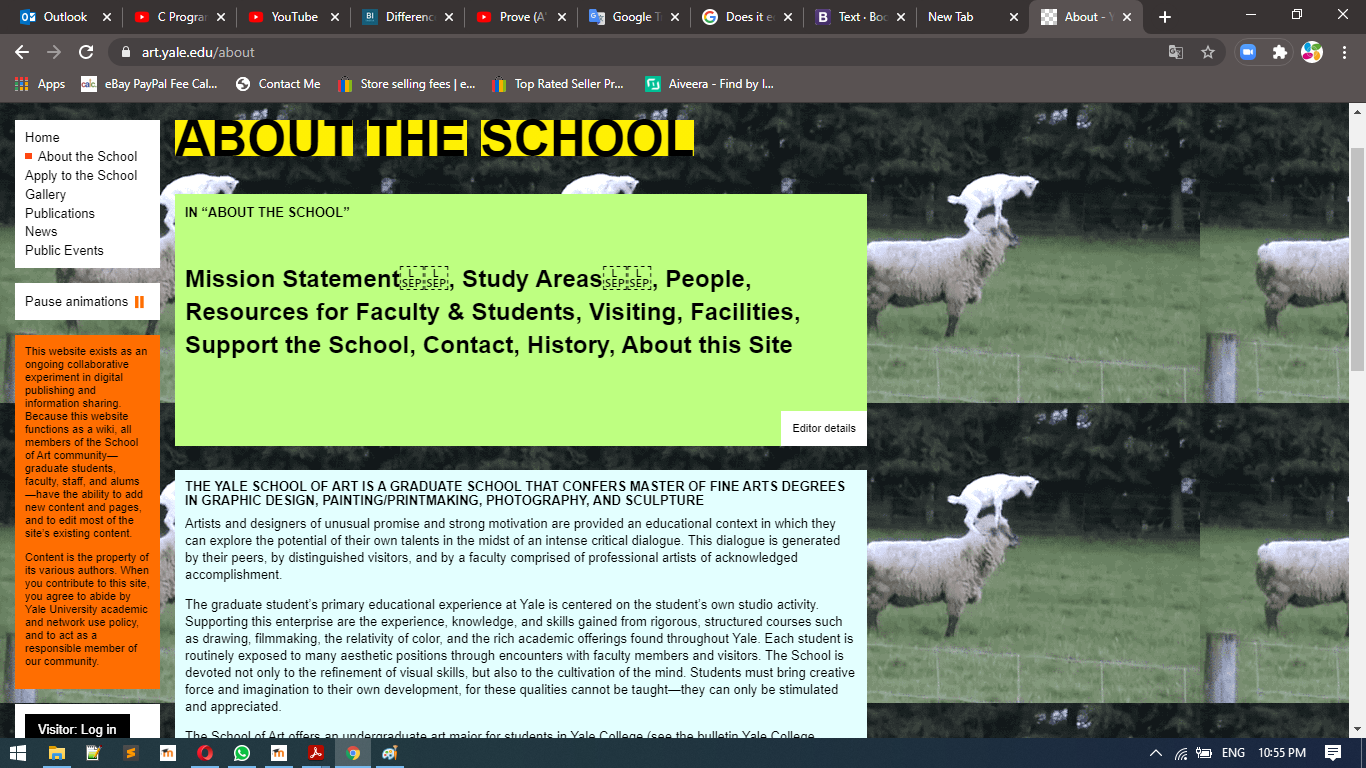 Outlook
C Progra
YouTube
Differenc
Prove (A
Google T
Does it e
Text · Boo
New Tab
About - Y
art.yale.edu/about
Apps
eBay PayPal Fee Cal...
Contact Me
Store selling fees | e...
Top Rated Seller Pr...
Aiveera - Find by I...
Home
About the School
Apply to the School
Gallery
Publications
News
Public Events
Pause animations
This website exists as an
ongoing collaborative
experiment in digital
publishing and
information sharing.
Because this website
functions as a wiki, all
members of the School
of Art community—
graduate students,
faculty, staff, and alums
—have the ability to add
new content and pages,
and to edit most of the
site's existing content.
Content is the property of
its various authors. When
you contribute to this site,
you agree to abide by
Yale University academic
and network use policy,
and to act as a
responsible member of
our community.
Visitor: Log in
ABOUT THE SCHOOL
IN “ABOUT THE SCHOOL”
Mission Statement L SEP L SEP, Study Areas L SEP L SEP, People,
Resources for Faculty & Students, Visiting, Facilities,
Support the School, Contact, History, About this Site
Editor details
THE YALE SCHOOL OF ART IS A GRADUATE SCHOOL THAT CONFERS MASTER OF FINE ARTS DEGREES
IN GRAPHIC DESIGN, PAINTING/PRINTMAKING, PHOTOGRAPHY, AND SCULPTURE
Artists and designers of unusual promise and strong motivation are provided an educational context in which they
can explore the potential of their own talents in the midst of an intense critical dialogue. This dialogue is generated
by their peers, by distinguished visitors, and by a faculty comprised of professional artists of acknowledged
accomplishment.
The graduate student's primary educational experience at Yale is centered on the student's own studio activity.
Supporting this enterprise are the experience, knowledge, and skills gained from rigorous, structured courses such
as drawing, filmmaking, the relativity of color, and the rich academic offerings found throughout Yale. Each student is
routinely exposed to many aesthetic positions through encounters with faculty members and visitors. The School is
devoted not only to the refinement of visual skills, but also to the cultivation of the mind. Students must bring creative
force and imagination to their own development, for these qualities cannot be taught—they can only be stimulated
and appreciated.
The School of Art offers an undergraduate art major for students in Yale College (see the bulletin Yale College
ENG
10:55 PM